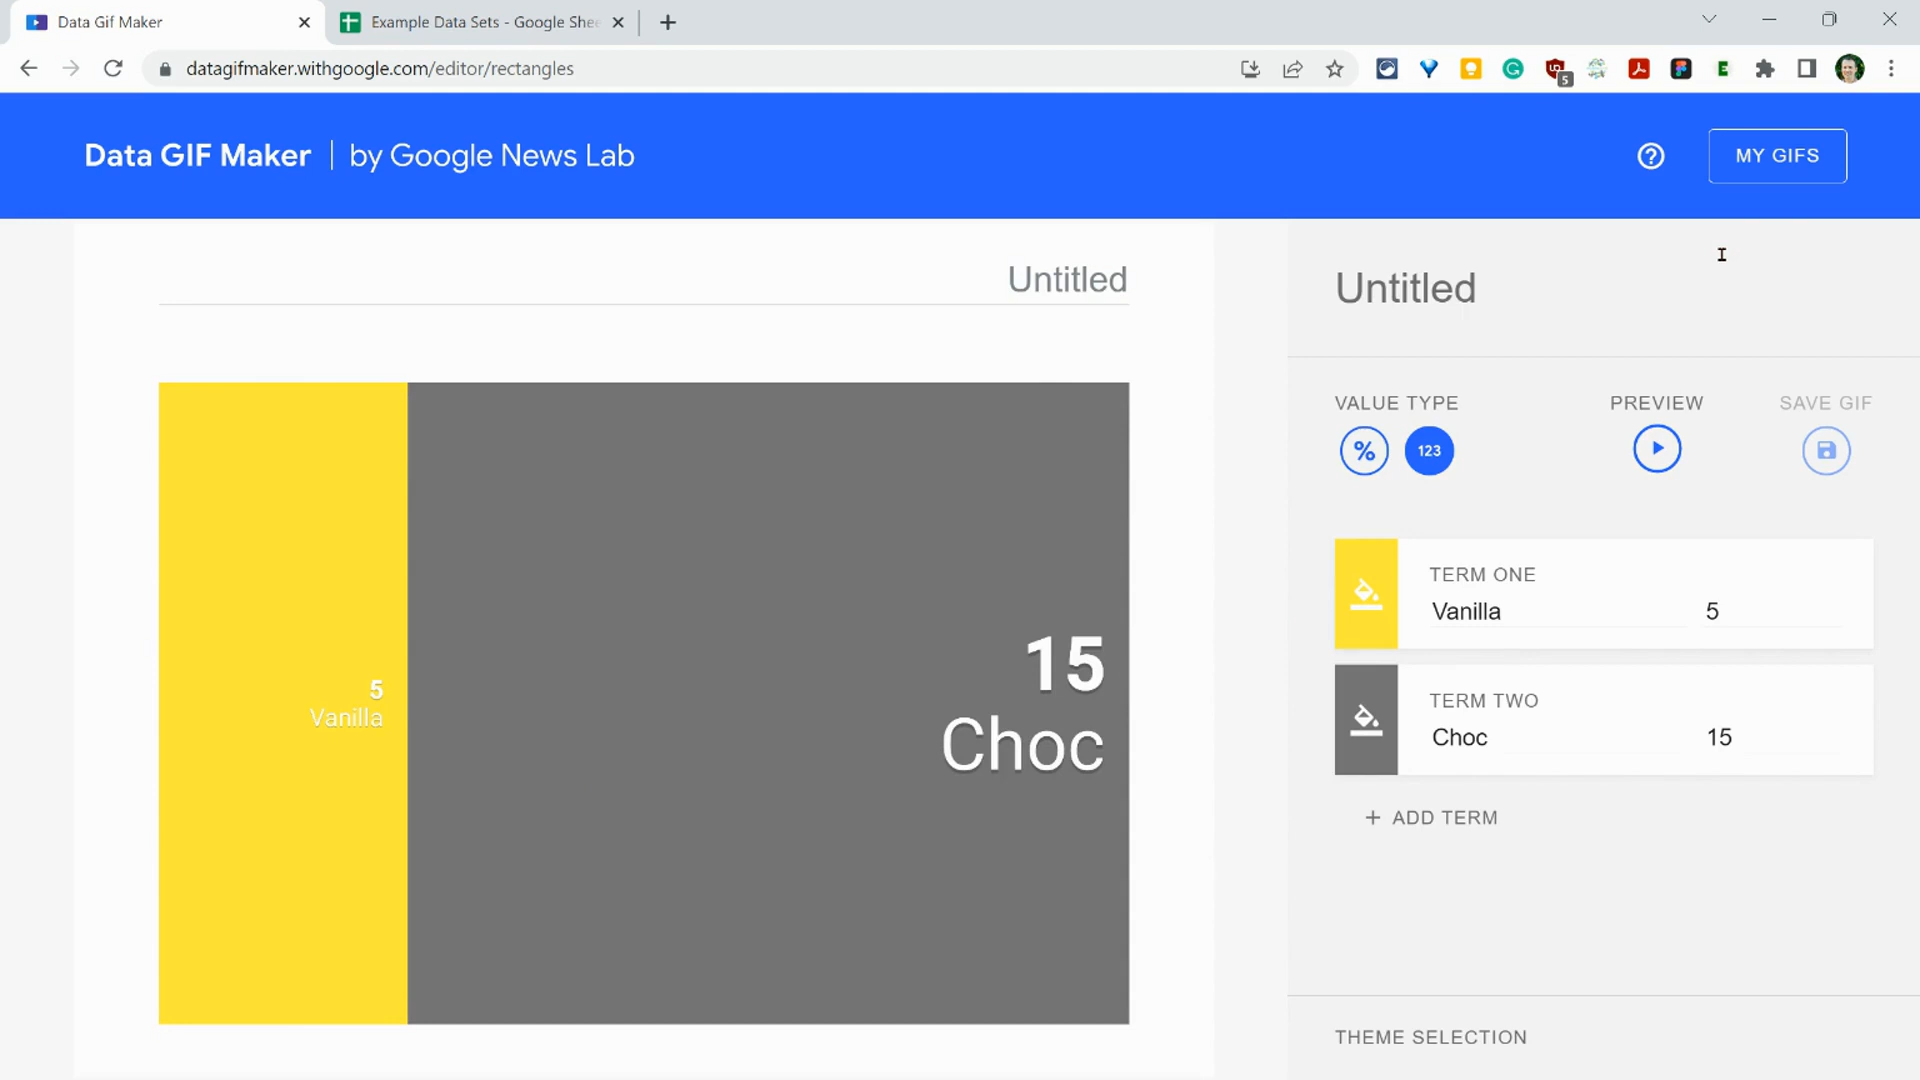 Data Gif Maker
Example Data Sets - Google Shee
datagifmaker.withgoogle.com/editor/rectangles
5
Data GIF Maker | by Google News Lab
MY GIFS
Untitled
Untitled
VALUE TYPE
PREVIEW
SAVE GIF
%
123
TERM ONE
Vanilla 5
TERM TWO
Choc 15
+ ADD TERM
5
Vanilla
15
Choc
THEME SELECTION